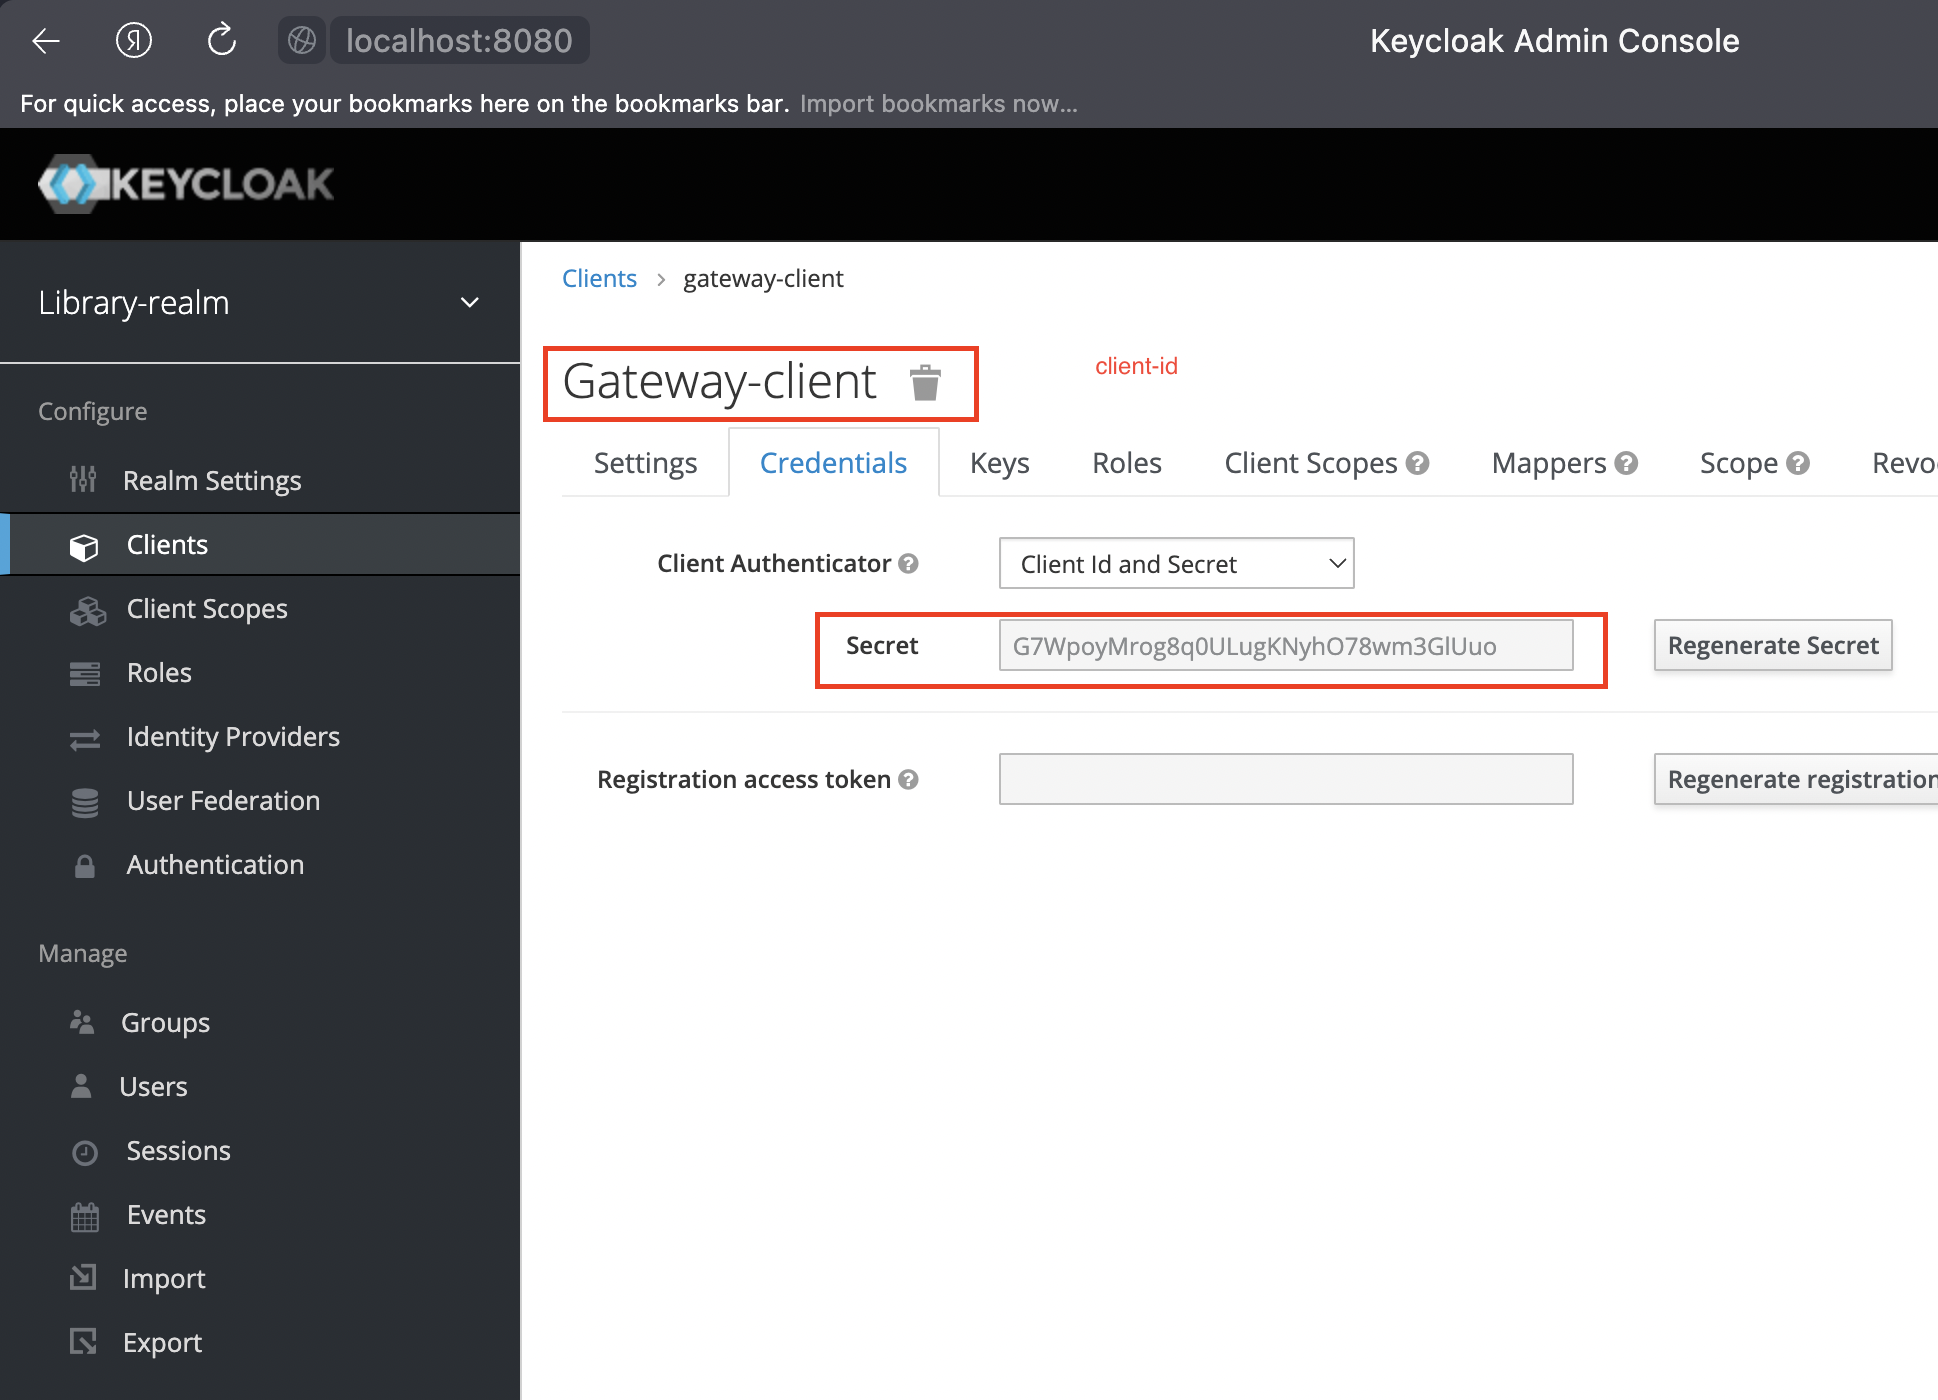 localhost:8080
Keycloak Admin Console
For quick access, place your bookmarks here on the bookmarks bar. Import bookmarks now...
KEYCLOAK
Library-realm
Configure
Realm Settings
Clients
Client Scopes
Roles
Identity Providers
User Federation
Authentication
Manage
Groups
Users
Sessions
Events
Import
Export
Clients > gateway-client
Gateway-client
client-id
Settings Credentials Keys Roles Client Scopes Mappers Scope Revo
Client Authenticator Client Id and Secret
Secret G7WpoyMrog8q0ULugKNyhO78wm3GlUuo Regenerate Secret
Registration access token Regenerate registration